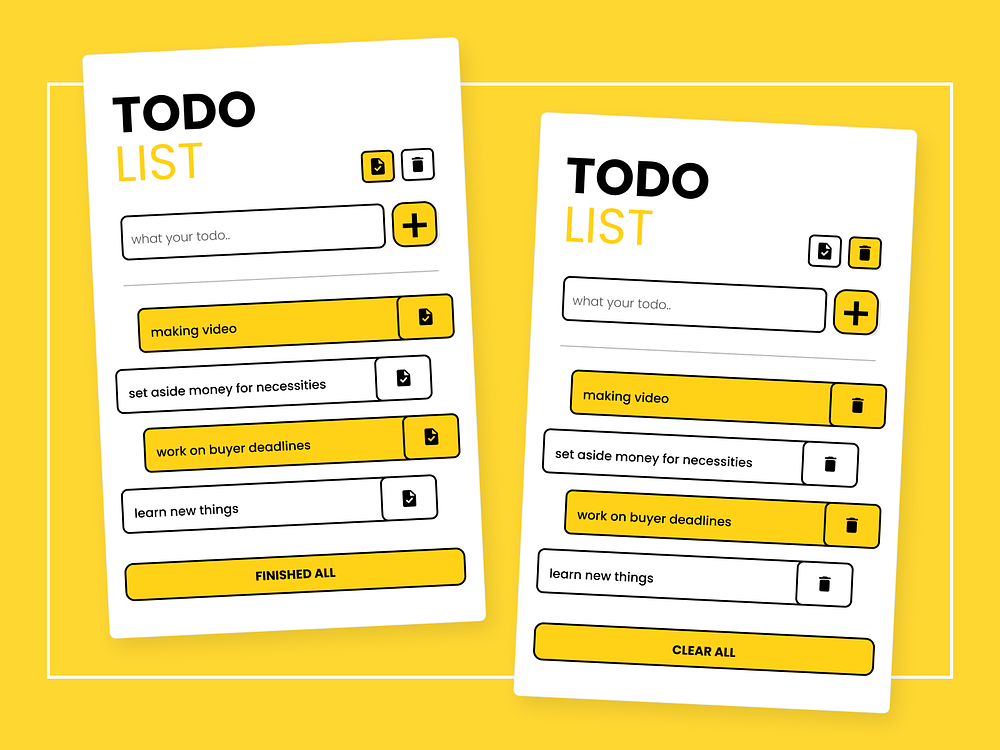 TODO
LIST
what your todo..
making video
set aside money for necessities
work on buyer deadlines
learn new things
FINISHED ALL
TODO
LIST
what your todo..
making video
set aside money for necessities
work on buyer deadlines
learn new things
CLEAR ALL